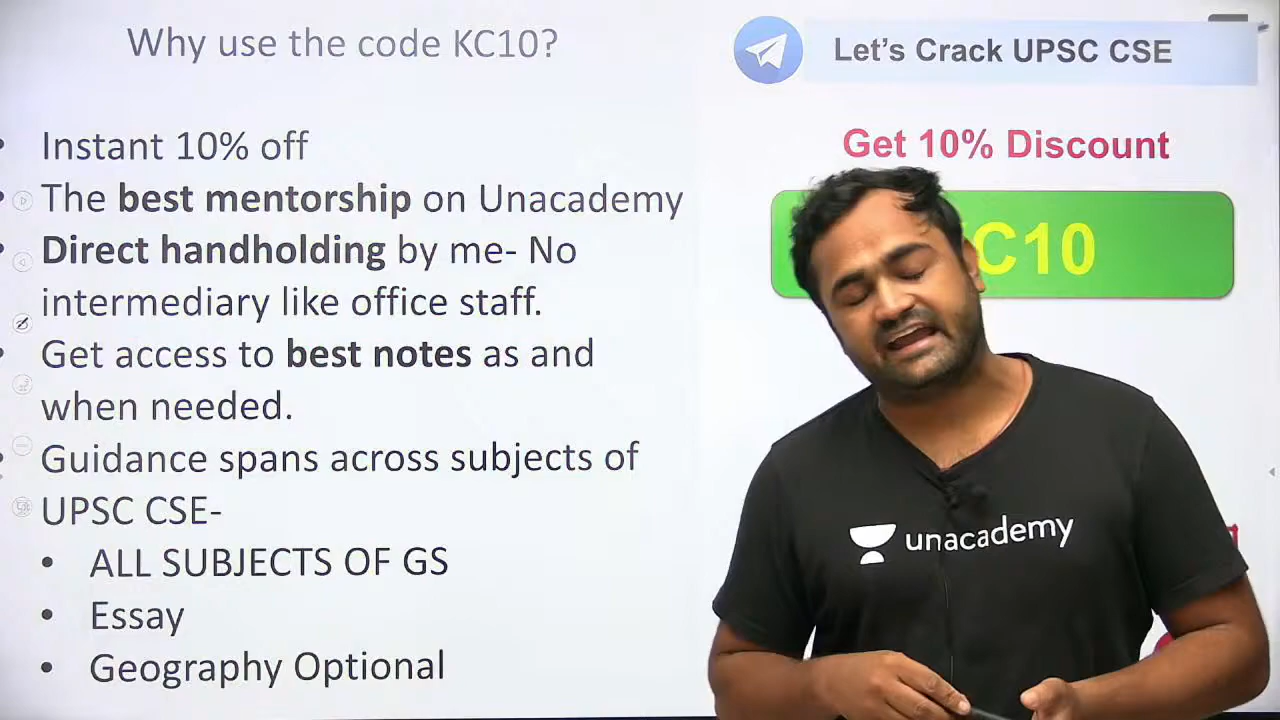 Why use the code KC10?
• Instant 10% off
• The best mentorship on Unacademy
• Direct handholding by me- No
intermediary like office staff.
• Get access to best notes as and
when needed.
• Guidance spans across subjects of
UPSC CSE-
• ALL SUBJECTS OF GS
• Essay
• Geography Optional
Let's Crack UPSC CSE
Get 10% Discount
C10
unacademy